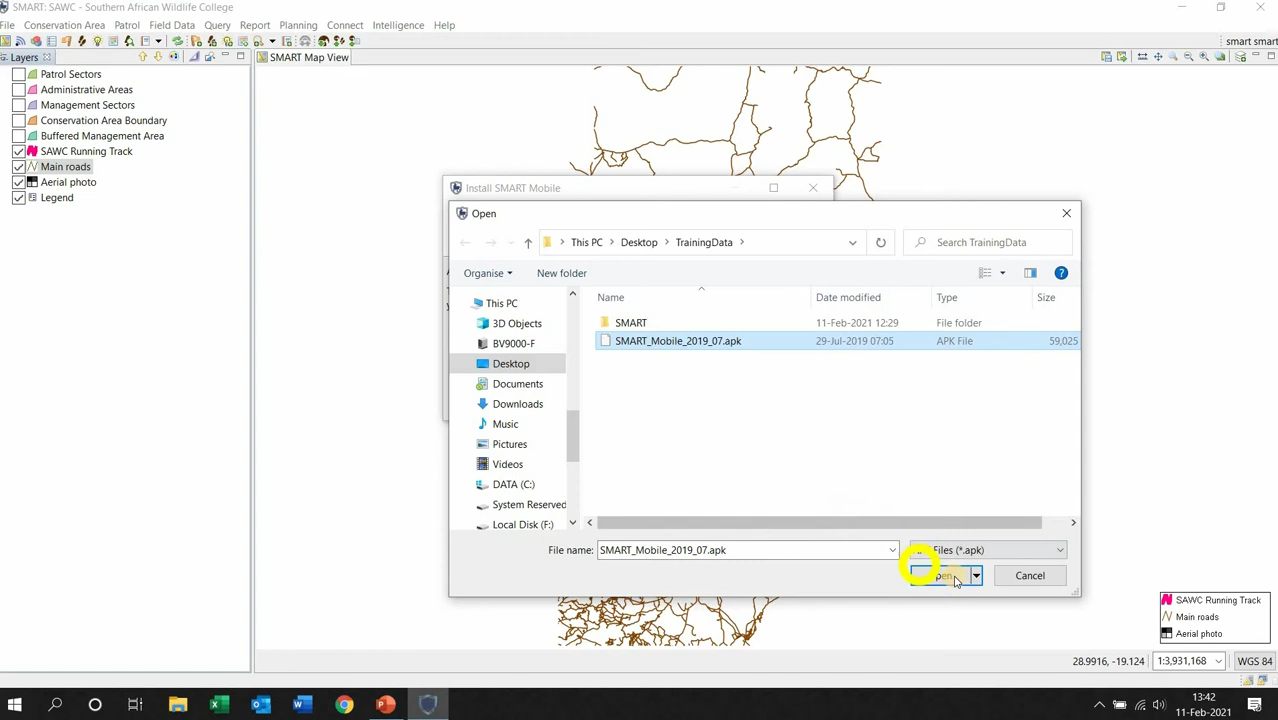 SMART: SAWC - Southern African Wildlife College
File Conservation Area Patrol Field Data Query Report Planning Connect Intelligence Help
smart smart
Layers
SMART Map View
Patrol Sectors
Administrative Areas
Management Sectors
Conservation Area Boundary
Buffered Management Area
SAWC Running Track
Main roads
Aerial photo
Legend
Install SMART Mobile
Open
This PC > Desktop > TrainingData >
Search TrainingData
Organise
New folder
Name
Date modified
Type
Size
This PC
3D Objects
BV9000-F
Desktop
Documents
Downloads
Music
Pictures
Videos
DATA (C:)
System Reserved
Local Disk (F:)
SMART 11-Feb-2021 12:29 File folder
SMART_Mobile_2019_07.apk 29-Jul-2019 07:05 APK File 59,025
File name: SMART_Mobile_2019_07.apk
Files (*.apk)
Cancel
SAWC Running Track
Main roads
Aerial photo
28.9916, -19.124 1:3,931,168 WGS 84
13:42
11-Feb-2021